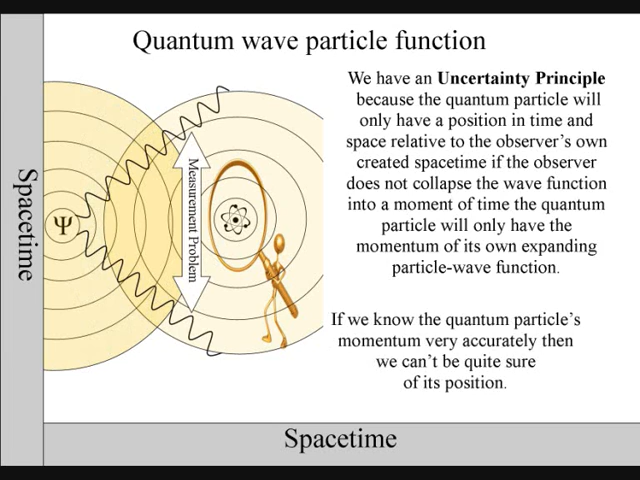 Quantum wave particle function
We have an Uncertainty Principle
because the quantum particle will
only have a position in time and
space relative to the observer's own
created spacetime if the observer
does not collapse the wave function
into a moment of time the quantum
particle will only have the
momentum of its own expanding
particle-wave function.
If we know the quantum particle's
momentum very accurately then
we can't be quite sure
of its position.
Spacetime
Ψ
Measurement Problem
Spacetime